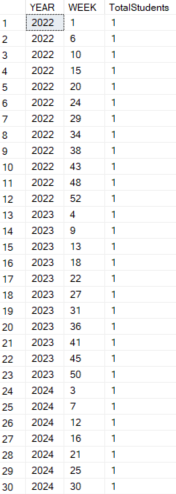 YEAR WEEK TotalStudents
1 2022 1 1
2 2022 6 1
3 2022 10 1
4 2022 15 1
5 2022 20 1
6 2022 24 1
7 2022 29 1
8 2022 34 1
9 2022 38 1
10 2022 43 1
11 2022 48 1
12 2022 52 1
13 2023 4 1
14 2023 9 1
15 2023 13 1
16 2023 18 1
17 2023 22 1
18 2023 27 1
19 2023 31 1
20 2023 36 1
21 2023 41 1
22 2023 45 1
23 2023 50 1
24 2024 3 1
25 2024 7 1
26 2024 12 1
27 2024 16 1
28 2024 21 1
29 2024 25 1
30 2024 30 1